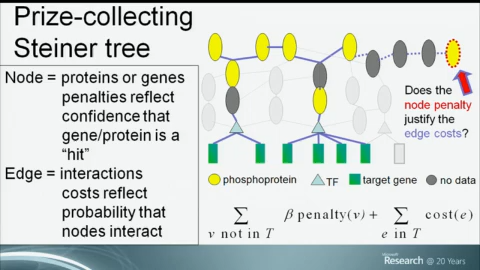 Prize-collecting
Steiner tree
Node = proteins or genes
penalties reflect
confidence that
gene/protein is a
"hit"
Edge = interactions
costs reflect
probability that
nodes interact
Does the
node penalty
justify the
edge costs?
phosphoprotein
TF
target gene
no data
∑ β penalty(v) + ∑ cost(e)
v not in T
e in T
Microsoft
Research @ 20 Years